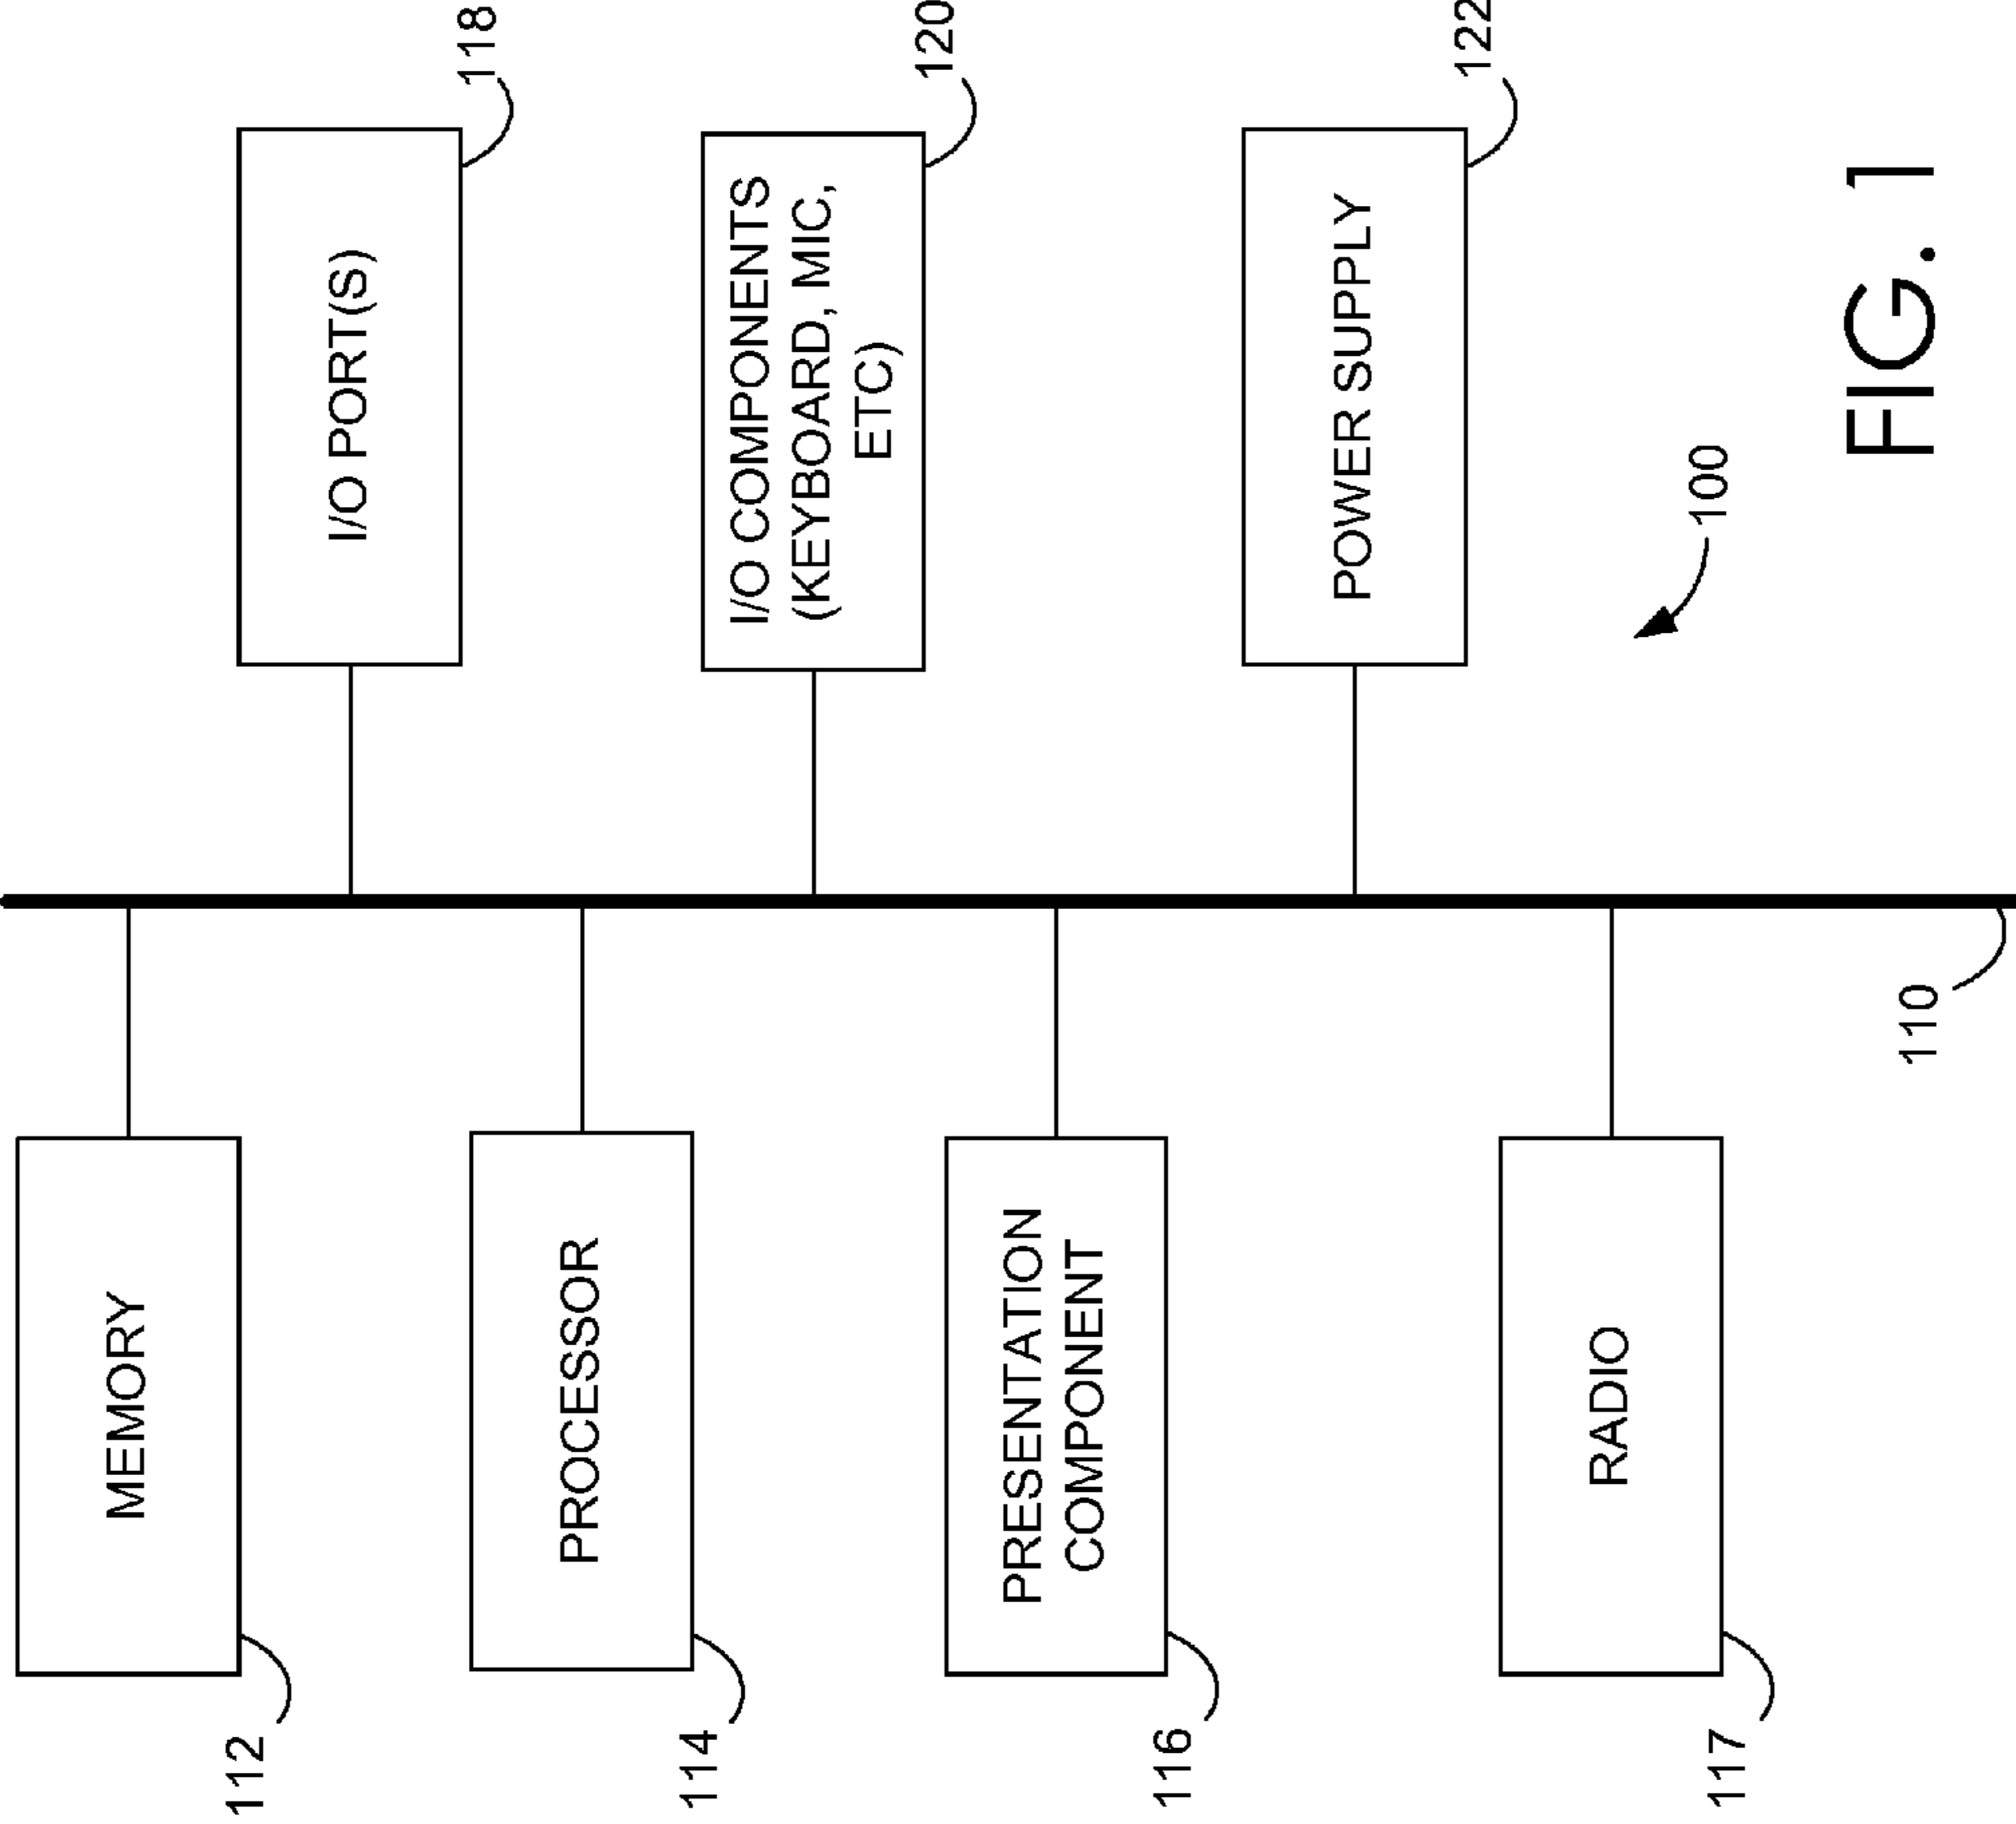 112
MEMORY
I/O PORT(S)
118
114
PROCESSOR
I/O COMPONENTS
(KEYBOARD, MIC,
ETC)
120
116
PRESENTATION
COMPONENT
POWER SUPPLY
122
117
RADIO
100
110
FIG. 1